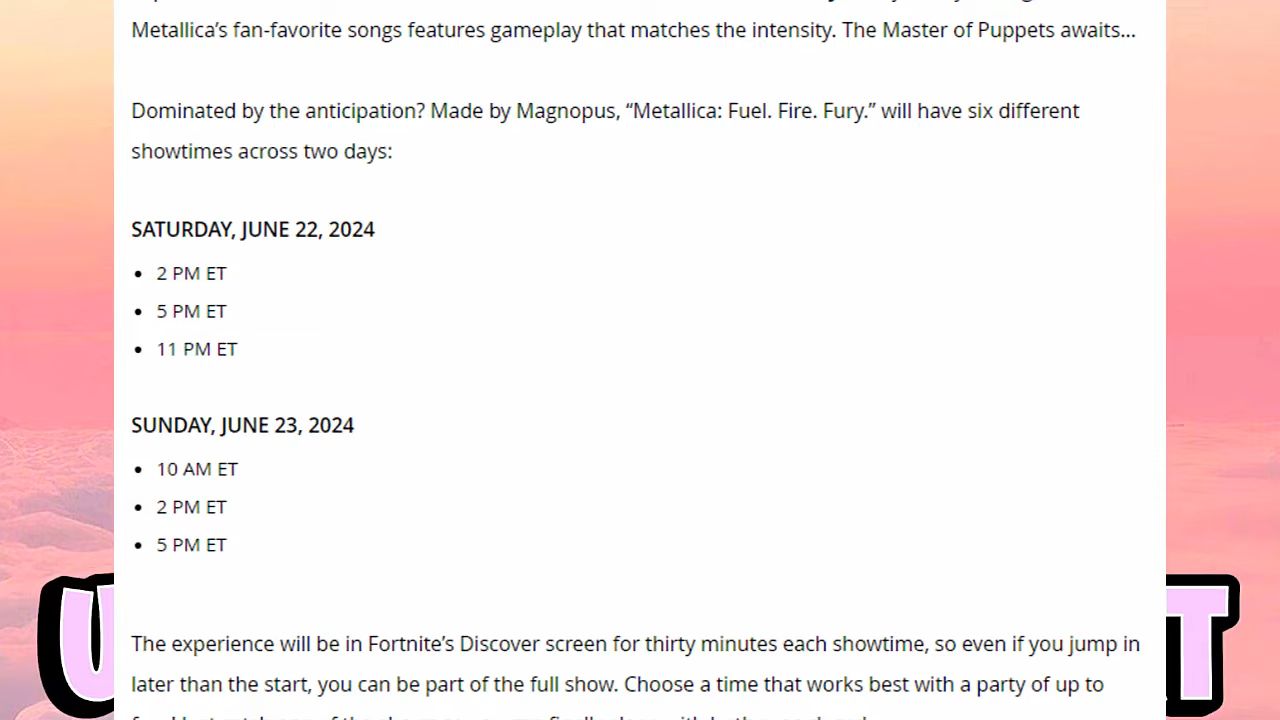 Metallica’s fan-favorite songs features gameplay that matches the intensity. The Master of Puppets awaits…
Dominated by the anticipation? Made by Magnopus, “Metallica: Fuel. Fire. Fury.” will have six different
showtimes across two days:
SATURDAY, JUNE 22, 2024
• 2 PM ET
• 5 PM ET
• 11 PM ET
SUNDAY, JUNE 23, 2024
• 10 AM ET
• 2 PM ET
• 5 PM ET
U T
The experience will be in Fortnite’s Discover screen for thirty minutes each showtime, so even if you jump in
later than the start, you can be part of the full show. Choose a time that works best with a party of up to